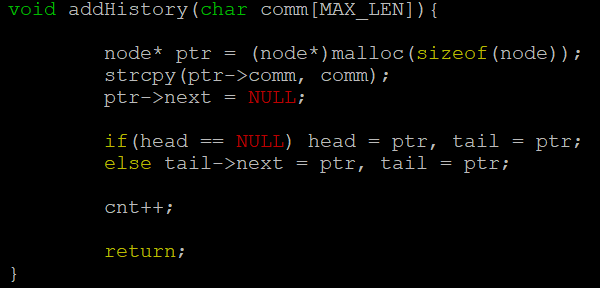 void addHistory(char comm[MAX_LEN]){
node* ptr = (node*)malloc(sizeof(node));
strcpy(ptr->comm, comm);
ptr->next = NULL;
if(head == NULL) head = ptr, tail = ptr;
else tail->next = ptr, tail = ptr;
cnt++;
return;
}